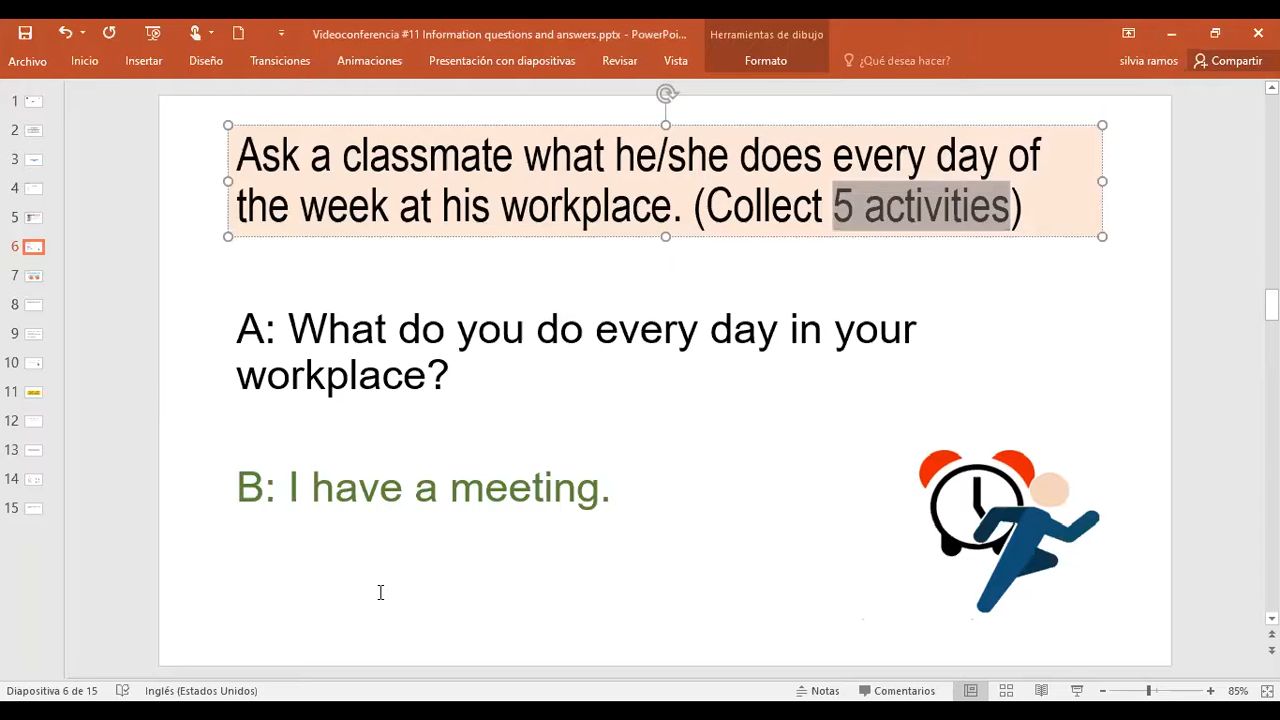 Videoconferencia #11 Information questions and answers.pptx - PowerPoi...
Herramientas de dibujo
Archivo Inicio Insertar Diseño Transiciones Animaciones Presentación con diapositivas Revisar Vista Formato ¿Qué desea hacer? silvia ramos Compartir
1
2
3
4
5
6
7
8
9
10
11
12
13
14
15
Ask a classmate what he/she does every day of
the week at his workplace. (Collect 5 activities)
A: What do you do every day in your
workplace?
B: I have a meeting.
Diapositiva 6 de 15 Inglés (Estados Unidos) Notas Comentarios 85%